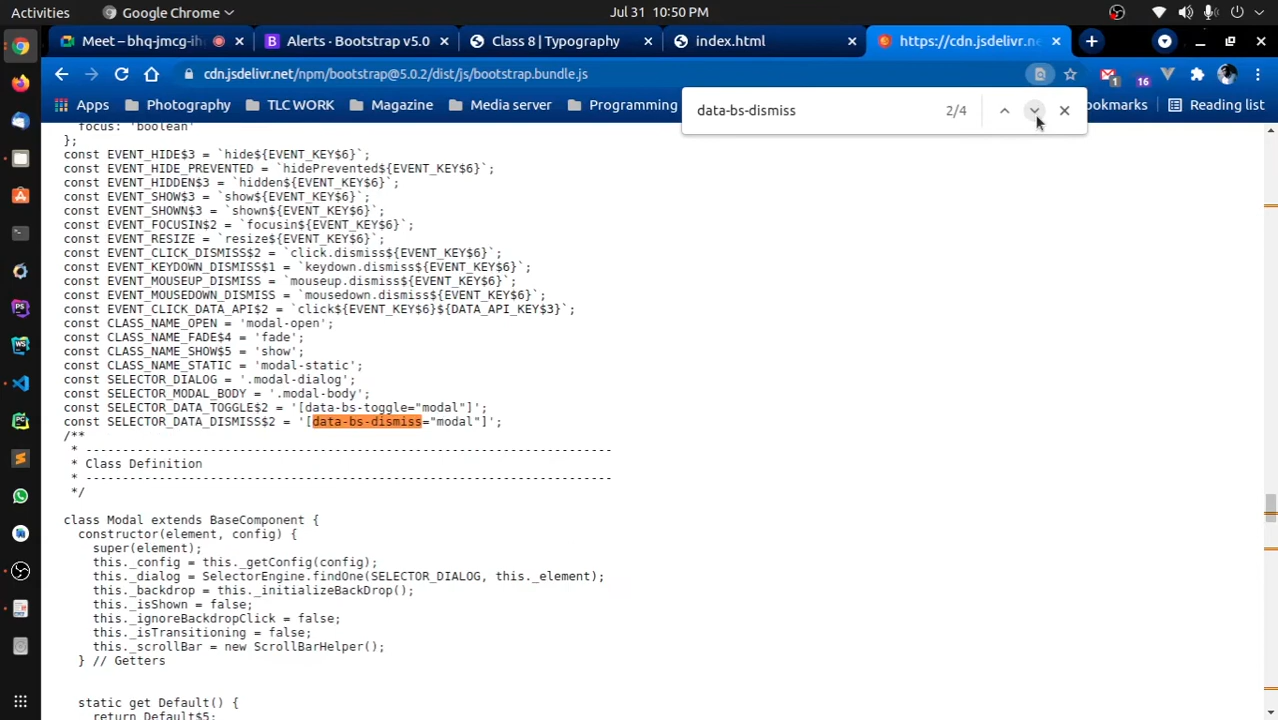 Activities
Google Chrome
Jul 31 10:50 PM
Meet – bhq-jmcg-ih
Alerts · Bootstrap v5.0
Class 8 | Typography
index.html
https://cdn.jsdelivr.ne
cdn.jsdelivr.net/npm/bootstrap@5.0.2/dist/js/bootstrap.bundle.js
1
16
Apps
Photography
TLC WORK
Magazine
Media server
Programming
ookmarks
Reading list
data-bs-dismiss
2/4
focus: 'boolean'
};
const EVENT_HIDE$3 = `hide${EVENT_KEY$6}`;
const EVENT_HIDE_PREVENTED = `hidePrevented${EVENT_KEY$6}`;
const EVENT_HIDDEN$3 = `hidden${EVENT_KEY$6}`;
const EVENT_SHOW$3 = `show${EVENT_KEY$6}`;
const EVENT_SHOWN$3 = `shown${EVENT_KEY$6}`;
const EVENT_FOCUSIN$2 = `focusin${EVENT_KEY$6}`;
const EVENT_RESIZE = `resize${EVENT_KEY$6}`;
const EVENT_CLICK_DISMISS$2 = `click.dismiss${EVENT_KEY$6}`;
const EVENT_KEYDOWN_DISMISS$1 = `keydown.dismiss${EVENT_KEY$6}`;
const EVENT_MOUSEUP_DISMISS = `mouseup.dismiss${EVENT_KEY$6}`;
const EVENT_MOUSEDOWN_DISMISS = `mousedown.dismiss${EVENT_KEY$6}`;
const EVENT_CLICK_DATA_API$2 = `click${EVENT_KEY$6}${DATA_API_KEY$3}`;
const CLASS_NAME_OPEN = 'modal-open';
const CLASS_NAME_FADE$4 = 'fade';
const CLASS_NAME_SHOW$5 = 'show';
const CLASS_NAME_STATIC = 'modal-static';
const SELECTOR_DIALOG = '.modal-dialog';
const SELECTOR_MODAL_BODY = '.modal-body';
const SELECTOR_DATA_TOGGLE$2 = '[data-bs-toggle="modal"]';
const SELECTOR_DATA_DISMISS$2 = '[data-bs-dismiss="modal"]';
/**
* ------------------------------------------------------------------------
* Class Definition
* ------------------------------------------------------------------------
*/
class Modal extends BaseComponent {
constructor(element, config) {
super(element);
this._config = this._getConfig(config);
this._dialog = SelectorEngine.findOne(SELECTOR_DIALOG, this._element);
this._backdrop = this._initializeBackDrop();
this._isShown = false;
this._ignoreBackdropClick = false;
this._isTransitioning = false;
this._scrollBar = new ScrollBarHelper();
} // Getters
static get Default() {
return Default$5;